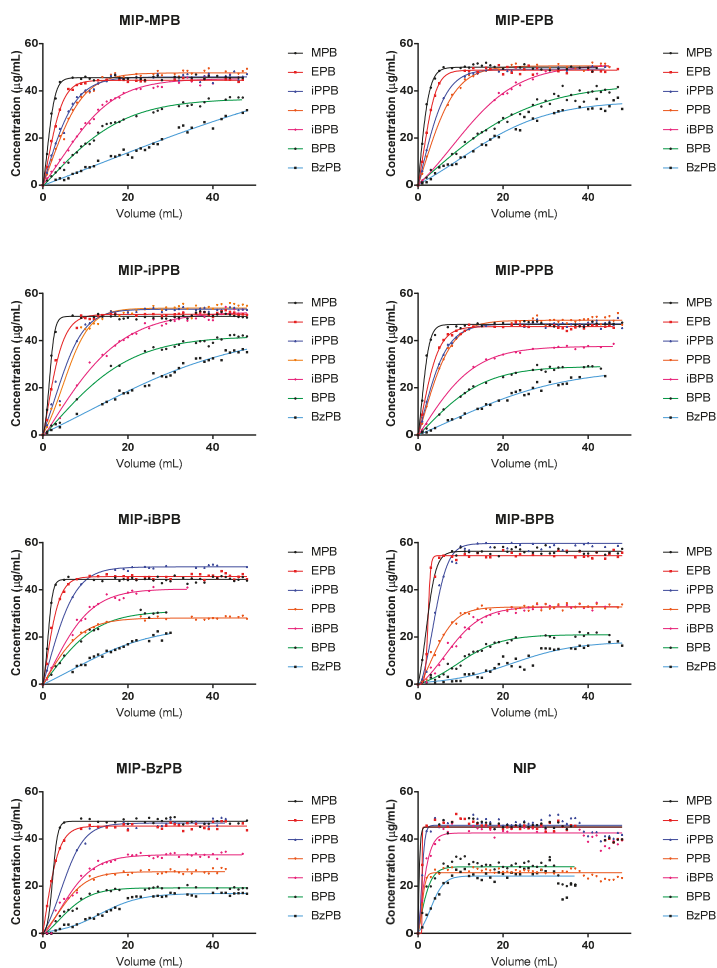 MIP-MPB
Concentration (µg/mL)
60
40
20
0
0
20
40
Volume (mL)
MPB
EPB
iPPB
PPB
iBPB
BPB
BzPB
MIP-EPB
Concentration (µg/mL)
60
40
20
0
0
20
40
Volume (mL)
MPB
EPB
iPPB
PPB
iBPB
BPB
BzPB
MIP-iPPB
Concentration (µg/mL)
60
40
20
0
0
20
40
Volume (mL)
MPB
EPB
iPPB
PPB
iBPB
BPB
BzPB
MIP-PPB
Concentration (µg/mL)
60
40
20
0
0
20
40
Volume (mL)
MPB
EPB
iPPB
PPB
iBPB
BPB
BzPB
MIP-iBPB
Concentration (µg/mL)
60
40
20
0
0
20
40
Volume (mL)
MPB
EPB
iPPB
PPB
iBPB
BPB
BzPB
MIP-BPB
Concentration (µg/mL)
60
40
20
0
0
20
40
Volume (mL)
MPB
EPB
iPPB
PPB
iBPB
BPB
BzPB
MIP-BzPB
Concentration (µg/mL)
60
40
20
0
0
20
40
Volume (mL)
MPB
EPB
iPPB
PPB
iBPB
BPB
BzPB
NIP
Concentration (µg/mL)
60
40
20
0
0
20
40
Volume (mL)
MPB
EPB
iPPB
PPB
iBPB
BPB
BzPB